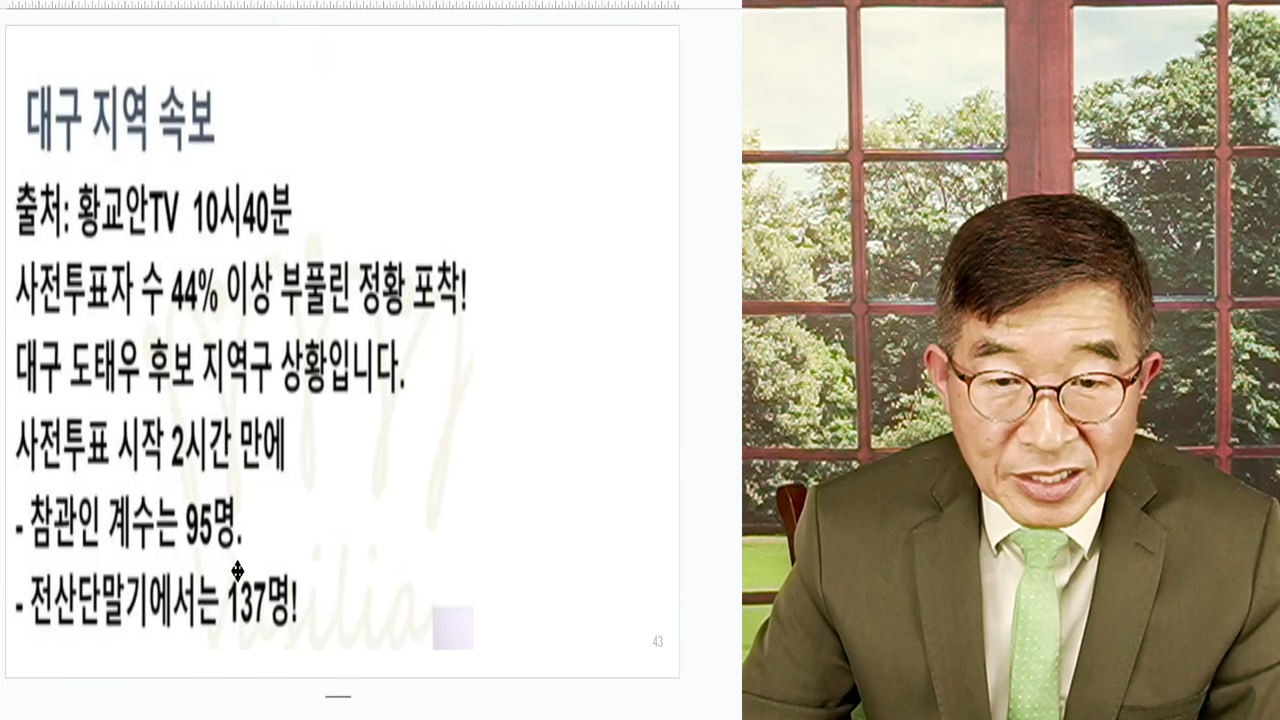 대구 지역 속보
출처: 황교안TV 10시40분
사전투표자 수 44% 이상 부풀린 정황 포착!
대구 도태우 후보 지역구 상황입니다.
사전투표 시작 2시간 만에
- 참관인 계수는 95명.
- 전산단말기에서는 137명!
43